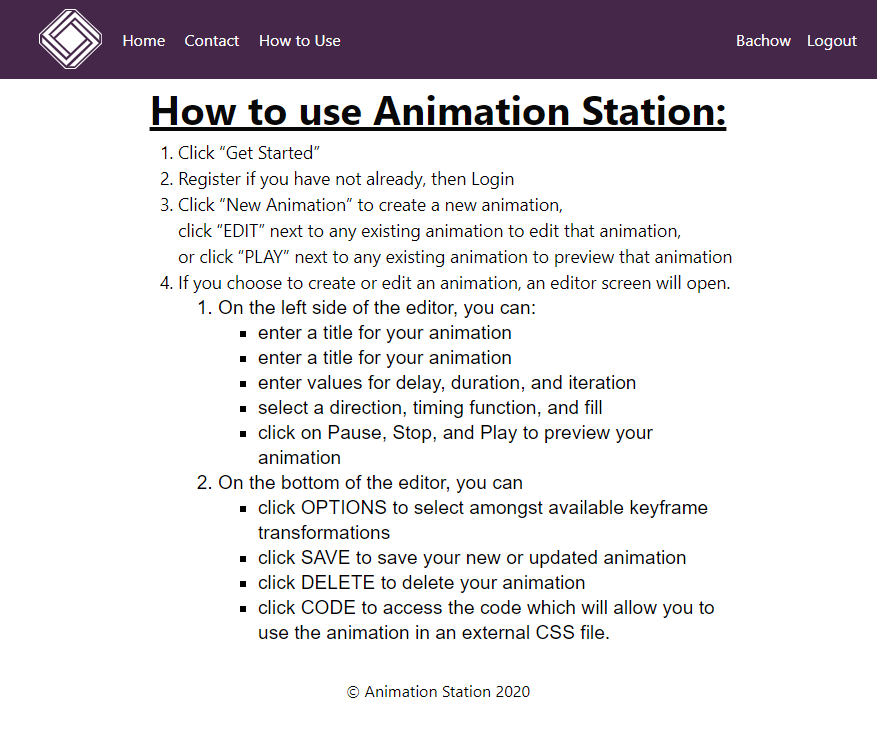 Home Contact How to Use Bachow Logout
How to use Animation Station:
1. Click “Get Started”
2. Register if you have not already, then Login
3. Click “New Animation” to create a new animation,
click “EDIT” next to any existing animation to edit that animation,
or click “PLAY” next to any existing animation to preview that animation
4. If you choose to create or edit an animation, an editor screen will open.
1. On the left side of the editor, you can:
▪ enter a title for your animation
▪ enter a title for your animation
▪ enter values for delay, duration, and iteration
▪ select a direction, timing function, and fill
▪ click on Pause, Stop, and Play to preview your
animation
2. On the bottom of the editor, you can
▪ click OPTIONS to select amongst available keyframe
transformations
▪ click SAVE to save your new or updated animation
▪ click DELETE to delete your animation
▪ click CODE to access the code which will allow you to
use the animation in an external CSS file.
© Animation Station 2020